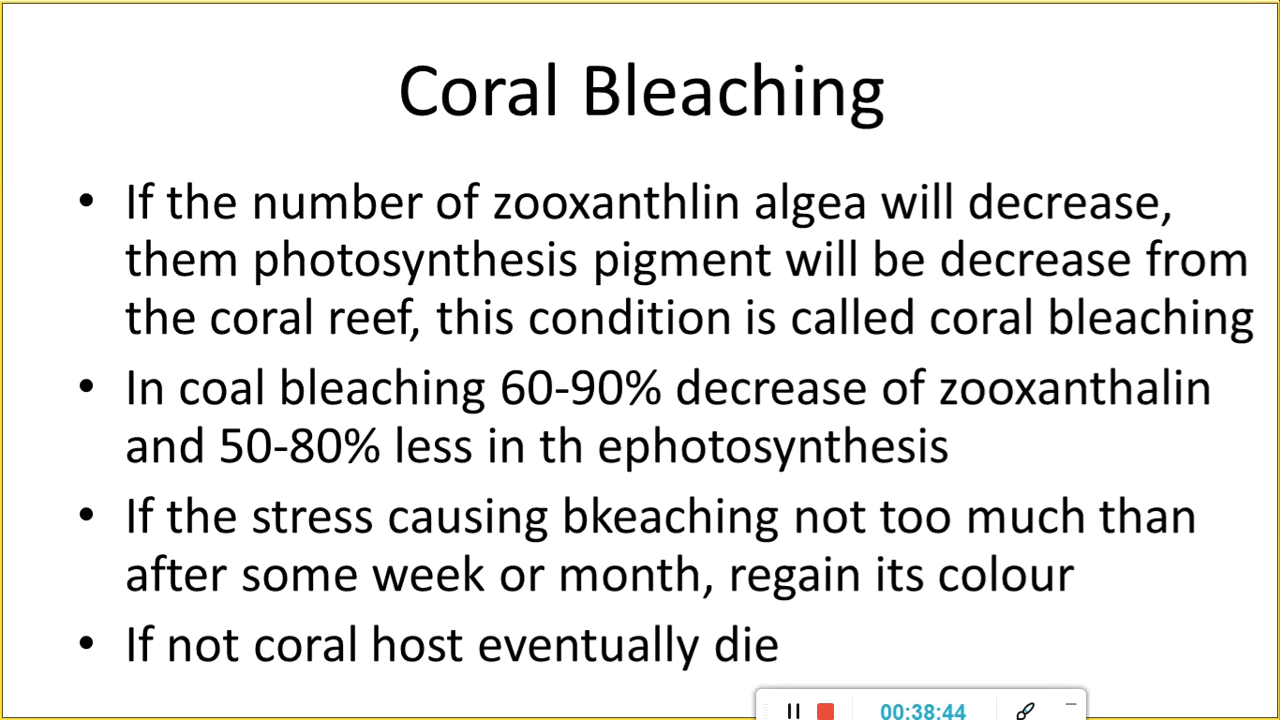 Coral Bleaching
• If the number of zooxanthlin algea will decrease,
them photosynthesis pigment will be decrease from
the coral reef, this condition is called coral bleaching
• In coal bleaching 60-90% decrease of zooxanthalin
and 50-80% less in th ephotosynthesis
• If the stress causing bkeaching not too much than
after some week or month, regain its colour
• If not coral host eventually die
00:38:44